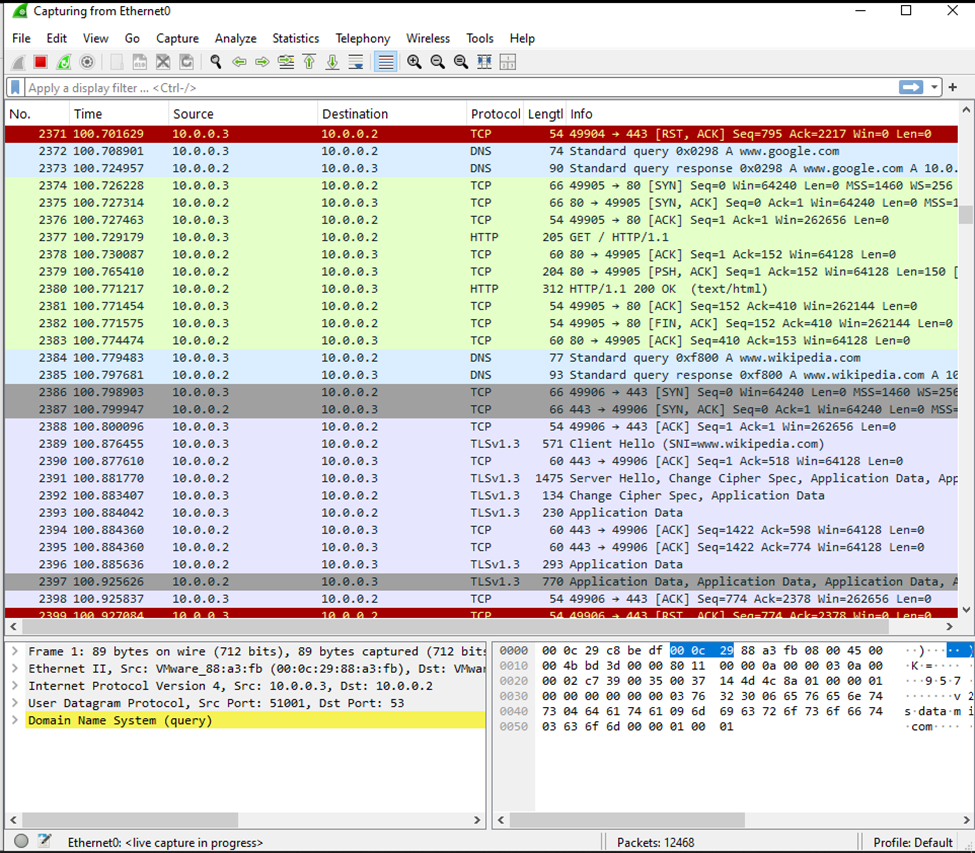 Capturing from Ethernet0
File Edit View Go Capture Analyze Statistics Telephony Wireless Tools Help
Apply a display filter ... <Ctrl-/>
No. Time Source Destination Protocol Lengtl Info
2371 100.701629 10.0.0.3 10.0.0.2 TCP 54 49904 → 443 [RST, ACK] Seq=795 Ack=2217 Win=0 Len=0
2372 100.708901 10.0.0.3 10.0.0.2 DNS 74 Standard query 0x0298 A www.google.com
2373 100.724957 10.0.0.2 10.0.0.3 DNS 90 Standard query response 0x0298 A www.google.com A 10.0.
2374 100.726228 10.0.0.3 10.0.0.2 TCP 66 49905 → 80 [SYN] Seq=0 Win=64240 Len=0 MSS=1460 WS=256
2375 100.727314 10.0.0.2 10.0.0.3 TCP 66 80 → 49905 [SYN, ACK] Seq=0 Ack=1 Win=64240 Len=0 MSS=1
2376 100.727463 10.0.0.3 10.0.0.2 TCP 54 49905 → 80 [ACK] Seq=1 Ack=1 Win=262656 Len=0
2377 100.729179 10.0.0.3 10.0.0.2 HTTP 205 GET / HTTP/1.1
2378 100.730087 10.0.0.2 10.0.0.3 TCP 60 80 → 49905 [ACK] Seq=1 Ack=152 Win=64128 Len=0
2379 100.765410 10.0.0.2 10.0.0.3 TCP 204 80 → 49905 [PSH, ACK] Seq=1 Ack=152 Win=64128 Len=150 [
2380 100.771217 10.0.0.2 10.0.0.3 HTTP 312 HTTP/1.1 200 OK (text/html)
2381 100.771454 10.0.0.3 10.0.0.2 TCP 54 49905 → 80 [ACK] Seq=152 Ack=410 Win=262144 Len=0
2382 100.771575 10.0.0.3 10.0.0.2 TCP 54 49905 → 80 [FIN, ACK] Seq=152 Ack=410 Win=262144 Len=0
2383 100.774474 10.0.0.2 10.0.0.3 TCP 60 80 → 49905 [ACK] Seq=410 Ack=153 Win=64128 Len=0
2384 100.779483 10.0.0.3 10.0.0.2 DNS 77 Standard query 0xf800 A www.wikipedia.com
2385 100.797681 10.0.0.2 10.0.0.3 DNS 93 Standard query response 0xf800 A www.wikipedia.com A 10
2386 100.798903 10.0.0.3 10.0.0.2 TCP 66 49906 → 443 [SYN] Seq=0 Win=64240 Len=0 MSS=1460 WS=256
2387 100.799947 10.0.0.2 10.0.0.3 TCP 66 443 → 49906 [SYN, ACK] Seq=0 Ack=1 Win=64240 Len=0 MSS=
2388 100.800096 10.0.0.3 10.0.0.2 TCP 54 49906 → 443 [ACK] Seq=1 Ack=1 Win=262656 Len=0
2389 100.876455 10.0.0.3 10.0.0.2 TLSv1.3 571 Client Hello (SNI=www.wikipedia.com)
2390 100.877610 10.0.0.2 10.0.0.3 TCP 60 443 → 49906 [ACK] Seq=1 Ack=518 Win=64128 Len=0
2391 100.881770 10.0.0.2 10.0.0.3 TLSv1.3 1475 Server Hello, Change Cipher Spec, Application Data, App
2392 100.883407 10.0.0.3 10.0.0.2 TLSv1.3 134 Change Cipher Spec, Application Data
2393 100.884042 10.0.0.3 10.0.0.2 TLSv1.3 230 Application Data
2394 100.884360 10.0.0.2 10.0.0.3 TCP 60 443 → 49906 [ACK] Seq=1422 Ack=598 Win=64128 Len=0
2395 100.884360 10.0.0.2 10.0.0.3 TCP 60 443 → 49906 [ACK] Seq=1422 Ack=774 Win=64128 Len=0
2396 100.885636 10.0.0.2 10.0.0.3 TLSv1.3 293 Application Data
2397 100.925626 10.0.0.2 10.0.0.3 TLSv1.3 770 Application Data, Application Data, Application Data, A
2398 100.925837 10.0.0.3 10.0.0.2 TCP 54 49906 → 443 [ACK] Seq=774 Ack=2378 Win=262656 Len=0
2399 100.927084 10.0.0.3 10.0.0.2 TCP 54 49906 → 443 [RST, ACK] Seq=774 Ack=2378 Win=0 Len=0
Frame 1: 89 bytes on wire (712 bits), 89 bytes captured (712 bits
Ethernet II, Src: VMware_88:a3:fb (00:0c:29:88:a3:fb), Dst: VMwar
Internet Protocol Version 4, Src: 10.0.0.3, Dst: 10.0.0.2
User Datagram Protocol, Src Port: 51001, Dst Port: 53
Domain Name System (query)
0000 00 0c 29 c8 be df 00 0c 29 88 a3 fb 08 00 45 00 ··)··· ··)
0010 00 4b bd 3d 00 00 80 11 00 00 0a 00 00 03 0a 00 ·K·=····
0020 00 02 c7 39 00 35 00 37 14 4d 4c 8a 01 00 00 01 ···9·5·7
0030 00 00 00 00 00 00 03 76 32 30 06 65 76 65 6e 74 ·······v 2
0040 73 04 64 61 74 61 09 6d 69 63 72 6f 73 6f 66 74 s·data·m i
0050 03 63 6f 6d 00 00 01 00 01 ·com····
Ethernet0: <live capture in progress> Packets: 12468 Profile: Default